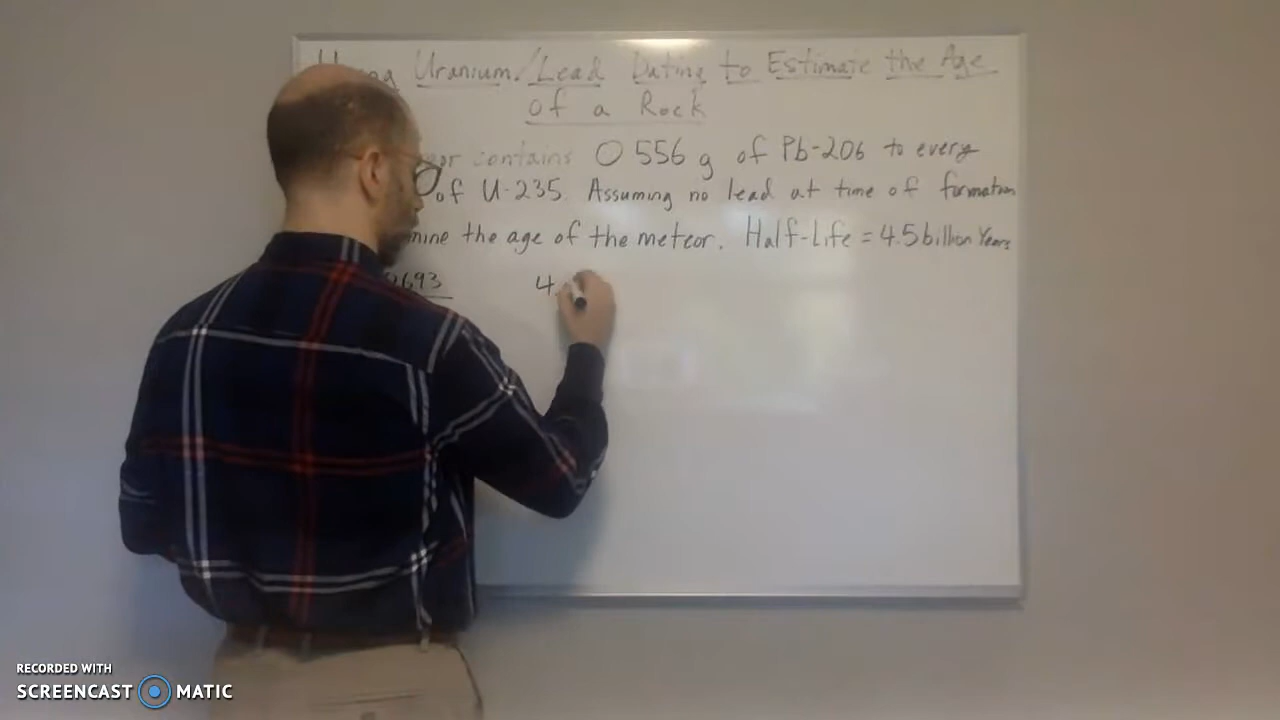 Uranium/Lead Dating to Estimate the Age
of a Rock
contains 0.556 g of Pb-206 to every
of U-235. Assuming no lead at time of formation
the age of the meteor. Half-Life = 4.5 billion Years
4.
RECORDED WITH
SCREENCAST MATIC